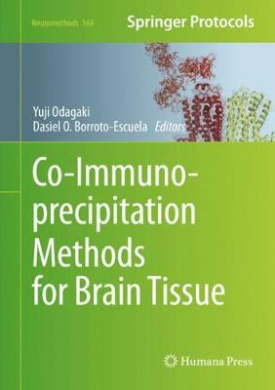 Neuromethods 144
Springer Protocols
Yuji Odagaki
Dasiel O. Borroto-Escuela Editors
Co-Immuno-
precipitation
Methods
for Brain Tissue
Humana Press